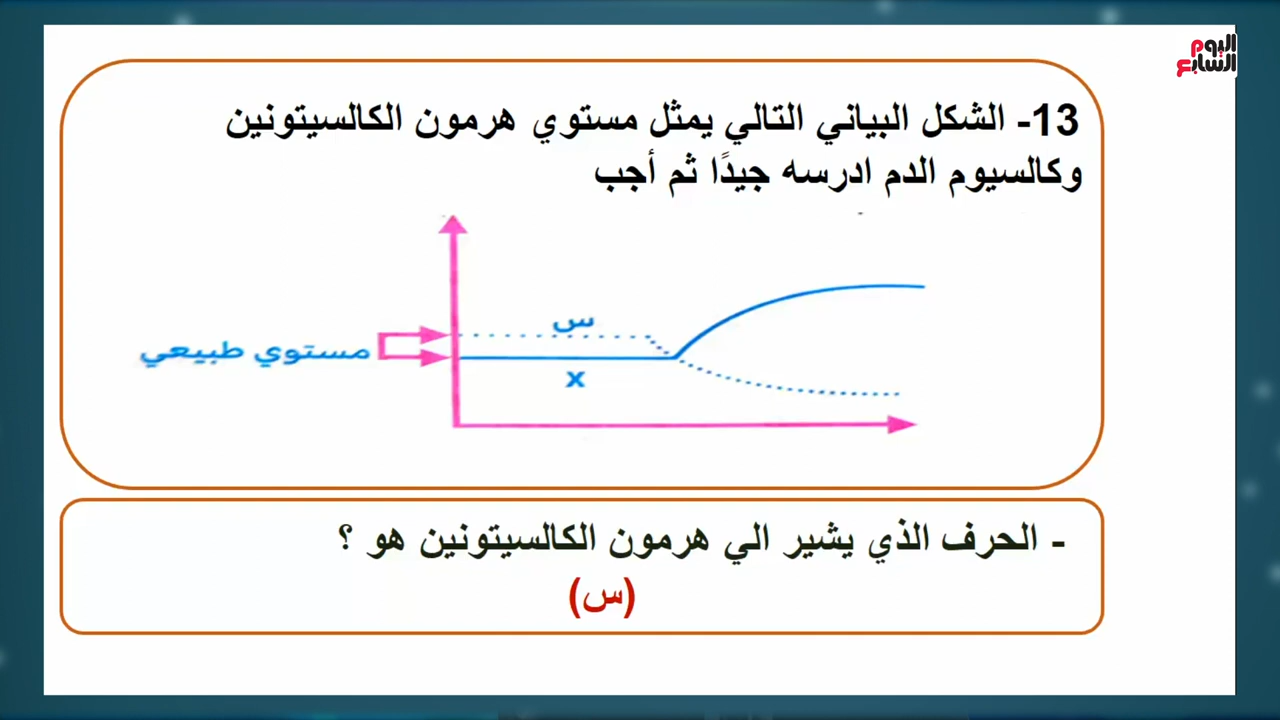 اليوم
السابع
13- الشكل البياني التالي يمثل مستوي هرمون الكالسيتونين
وكالسيوم الدم ادرسه جيدًا ثم أجب
س
مستوي طبيعي
x
- الحرف الذي يشير الي هرمون الكالسيتونين هو ؟
(س)